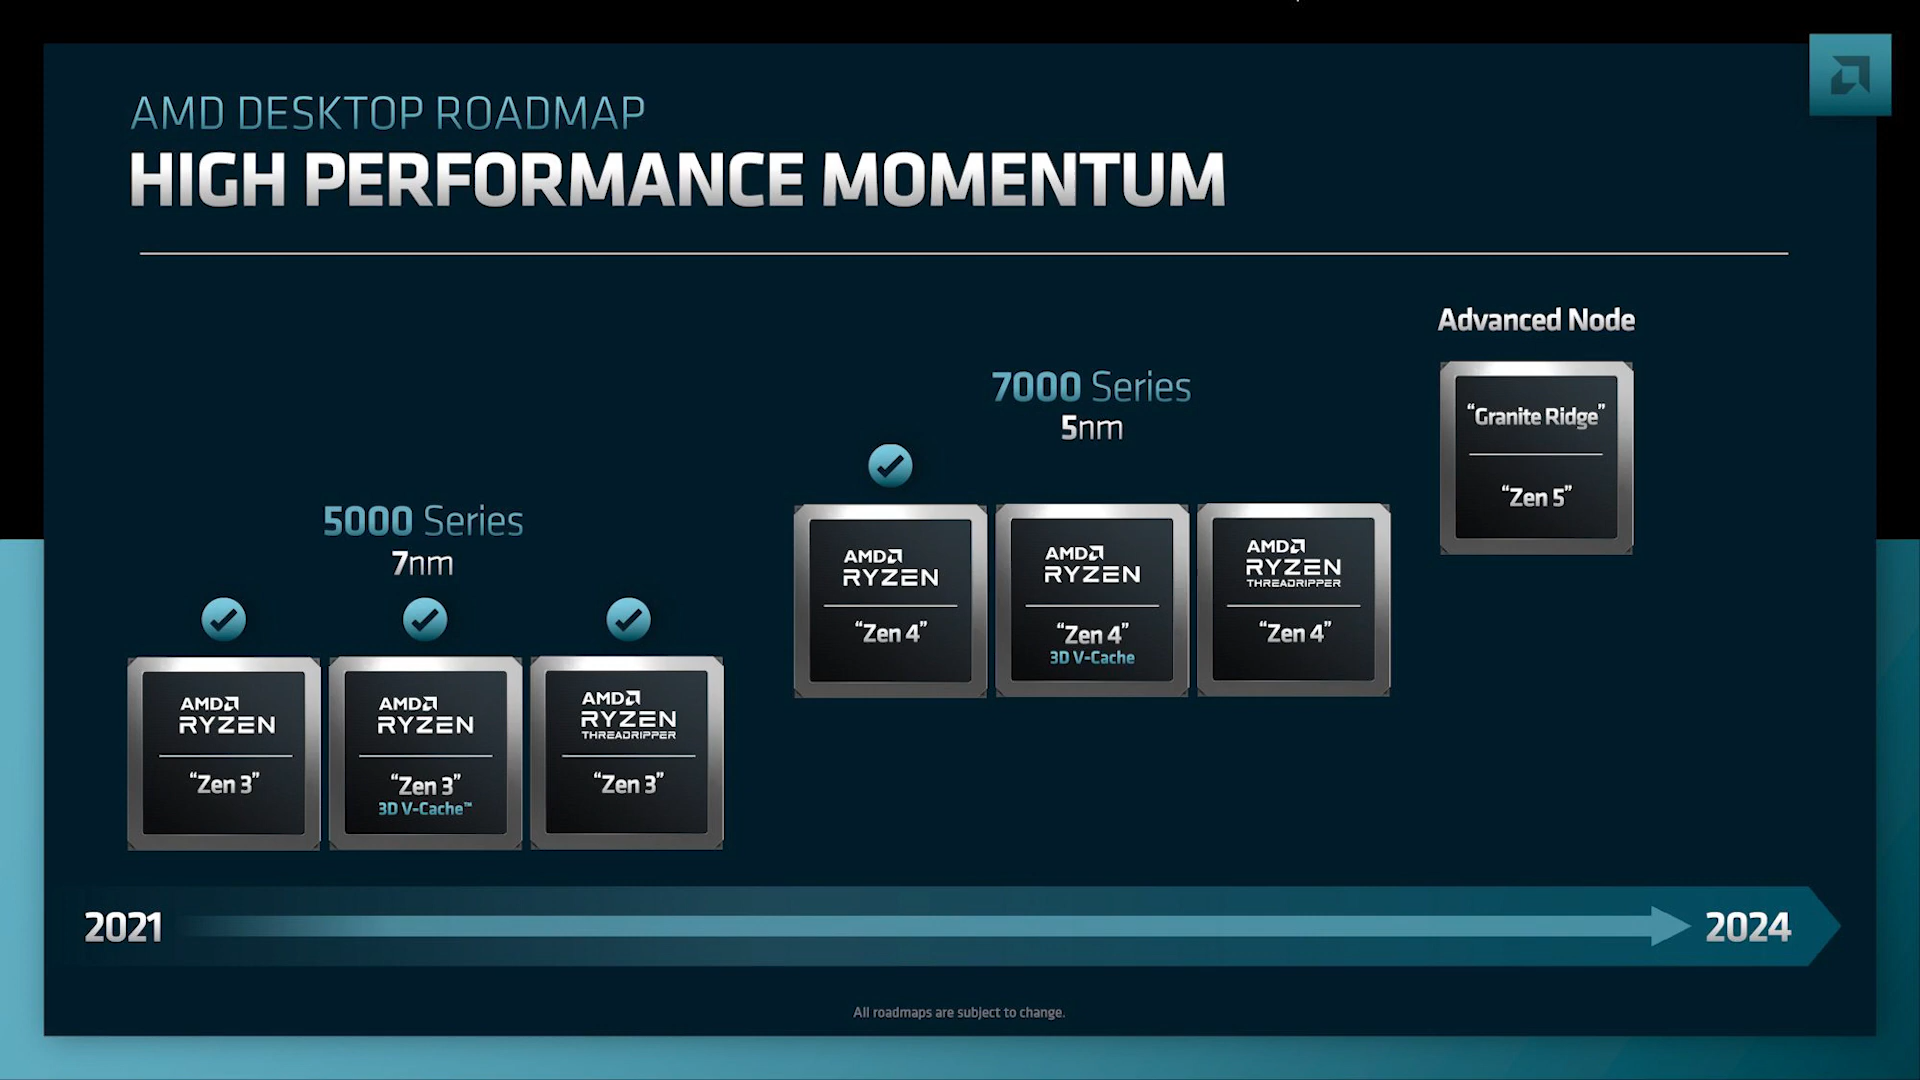 AMD DESKTOP ROADMAP
HIGH PERFORMANCE MOMENTUM
Advanced Node
“Granite Ridge”
“Zen 5”
7000 Series
5nm
AMD
RYZEN
“Zen 4”
AMD
RYZEN
“Zen 4”
3D V-Cache
AMD
RYZEN
THREADRIPPER
“Zen 4”
5000 Series
7nm
AMD
RYZEN
“Zen 3”
AMD
RYZEN
“Zen 3”
3D V-Cache™
AMD
RYZEN
THREADRIPPER
“Zen 3”
2021
2024
All roadmaps are subject to change.